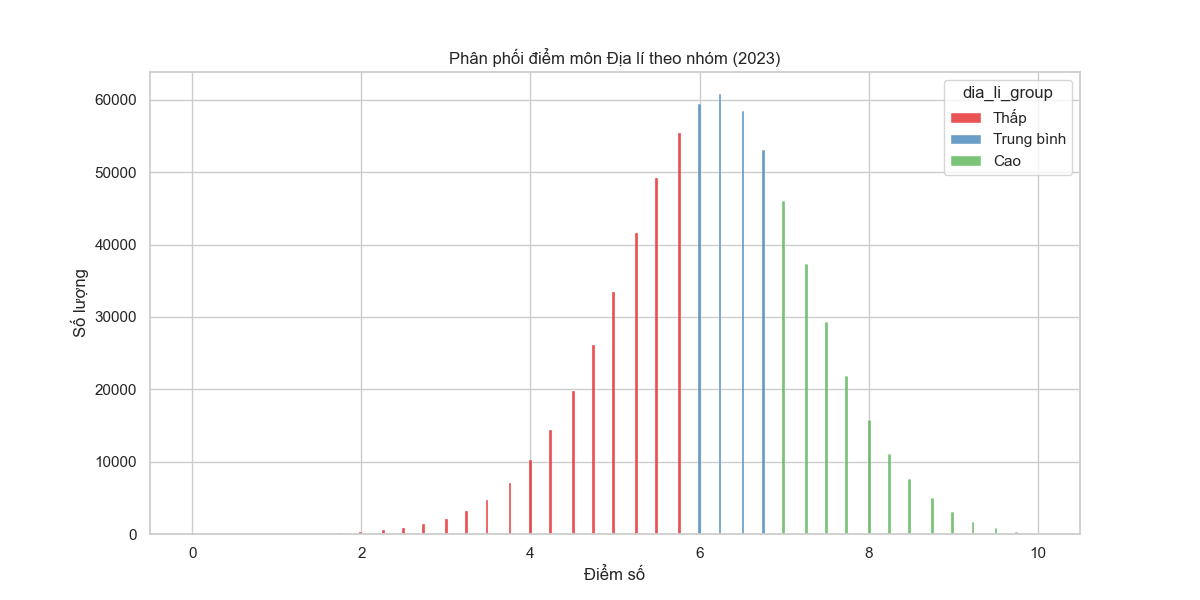 Phân phối điểm môn Địa lí theo nhóm (2023)
dia_li_group
Thấp
Trung bình
Cao
Số lượng
60000
50000
40000
30000
20000
10000
0
0 2 4 6 8 10
Điểm số